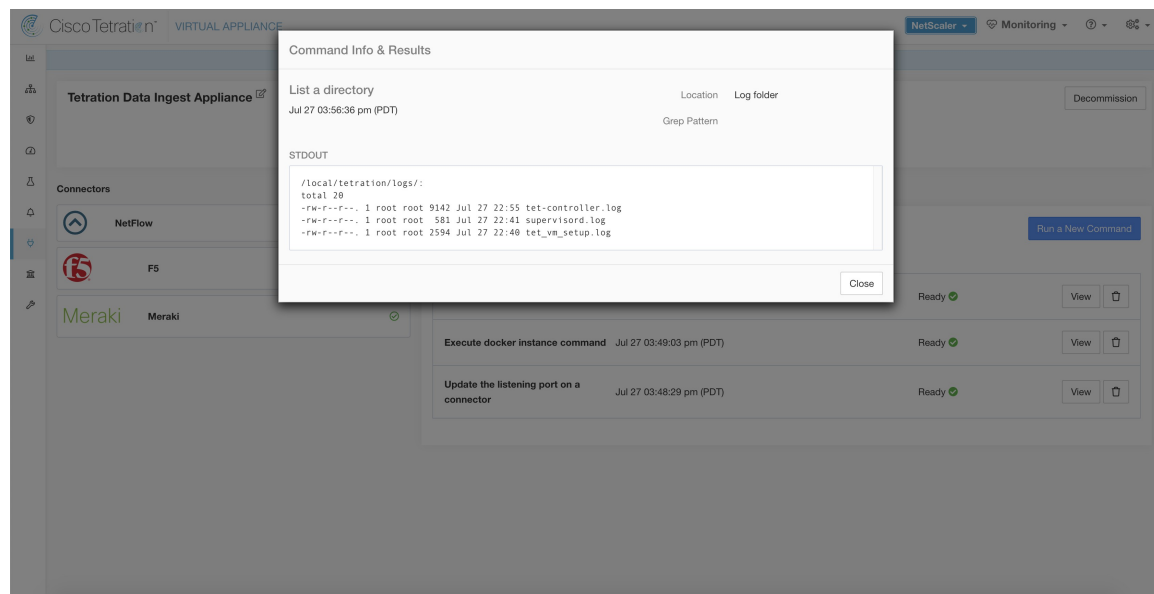 Cisco Tetration™ VIRTUAL APPLIANCE
NetScaler
Monitoring
Tetration Data Ingest Appliance
Decommission
Connectors
NetFlow
F5
F5
Meraki
Meraki
Command Info & Results
List a directory
Jul 27 03:56:36 pm (PDT)
Location Log folder
Grep Pattern
STDOUT
/local/tetration/logs/:
total 20
-rw-r--r--. 1 root root 9142 Jul 27 22:55 tet-controller.log
-rw-r--r--. 1 root root  581 Jul 27 22:41 supervisord.log
-rw-r--r--. 1 root root 2594 Jul 27 22:40 tet_vm_setup.log
Close
Run a New Command
Ready View
Execute docker instance command Jul 27 03:49:03 pm (PDT) Ready View
Update the listening port on a
connector
Jul 27 03:48:29 pm (PDT) Ready View